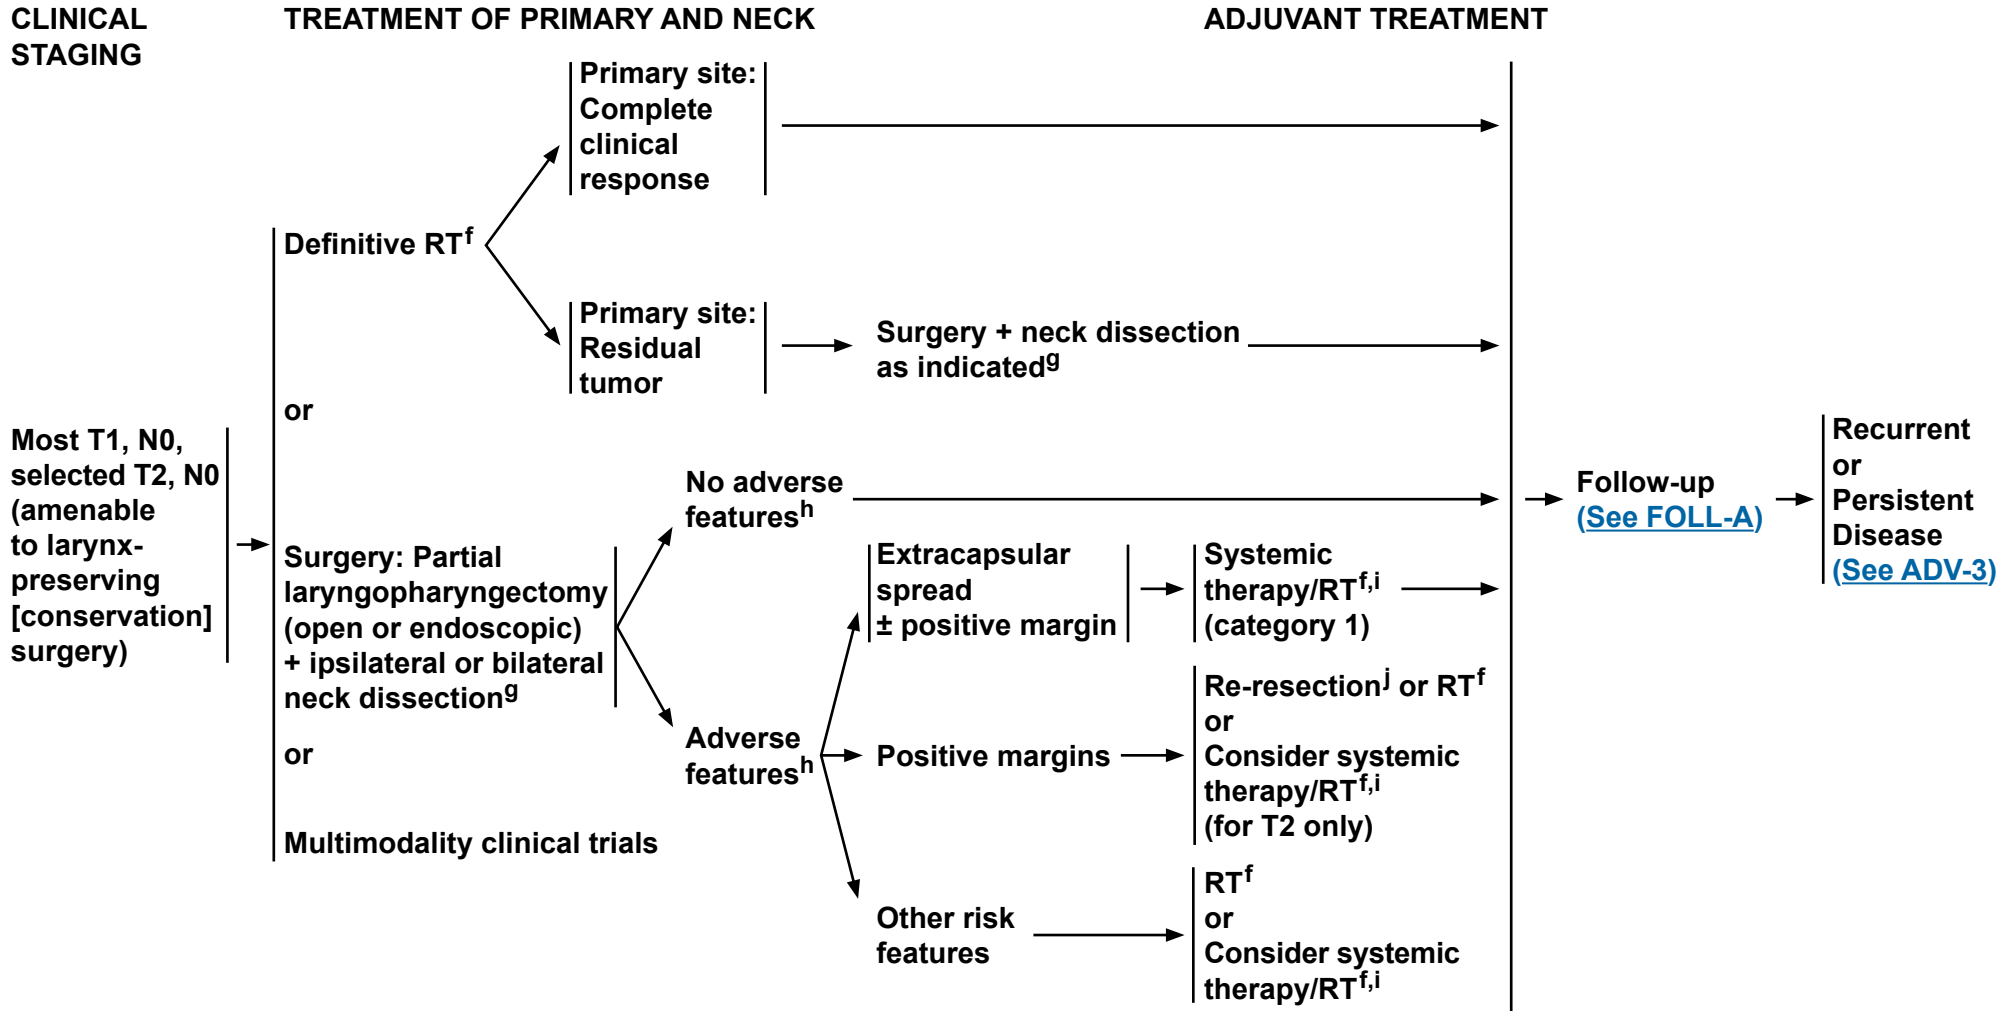 CLINICAL
STAGING
TREATMENT OF PRIMARY AND NECK
ADJUVANT TREATMENT
Most T1, N0,
selected T2, N0
(amenable
to larynx-
preserving
[conservation]
surgery)
Definitive RTf
or
Surgery: Partial
laryngopharyngectomy
(open or endoscopic)
+ ipsilateral or bilateral
neck dissectiong
or
Multimodality clinical trials
Primary site:
Complete
clinical
response
Primary site:
Residual
tumor
Surgery + neck dissection
as indicatedg
No adverse
featuresh
Adverse
featuresh
Extracapsular
spread
± positive margin
Systemic
therapy/RTf,i
(category 1)
Positive margins
Re-resectionj or RTf
or
Consider systemic
therapy/RTf,i
(for T2 only)
Other risk
features
RTf
or
Consider systemic
therapy/RTf,i
Follow-up
(See FOLL-A)
Recurrent
or
Persistent
Disease
(See ADV-3)